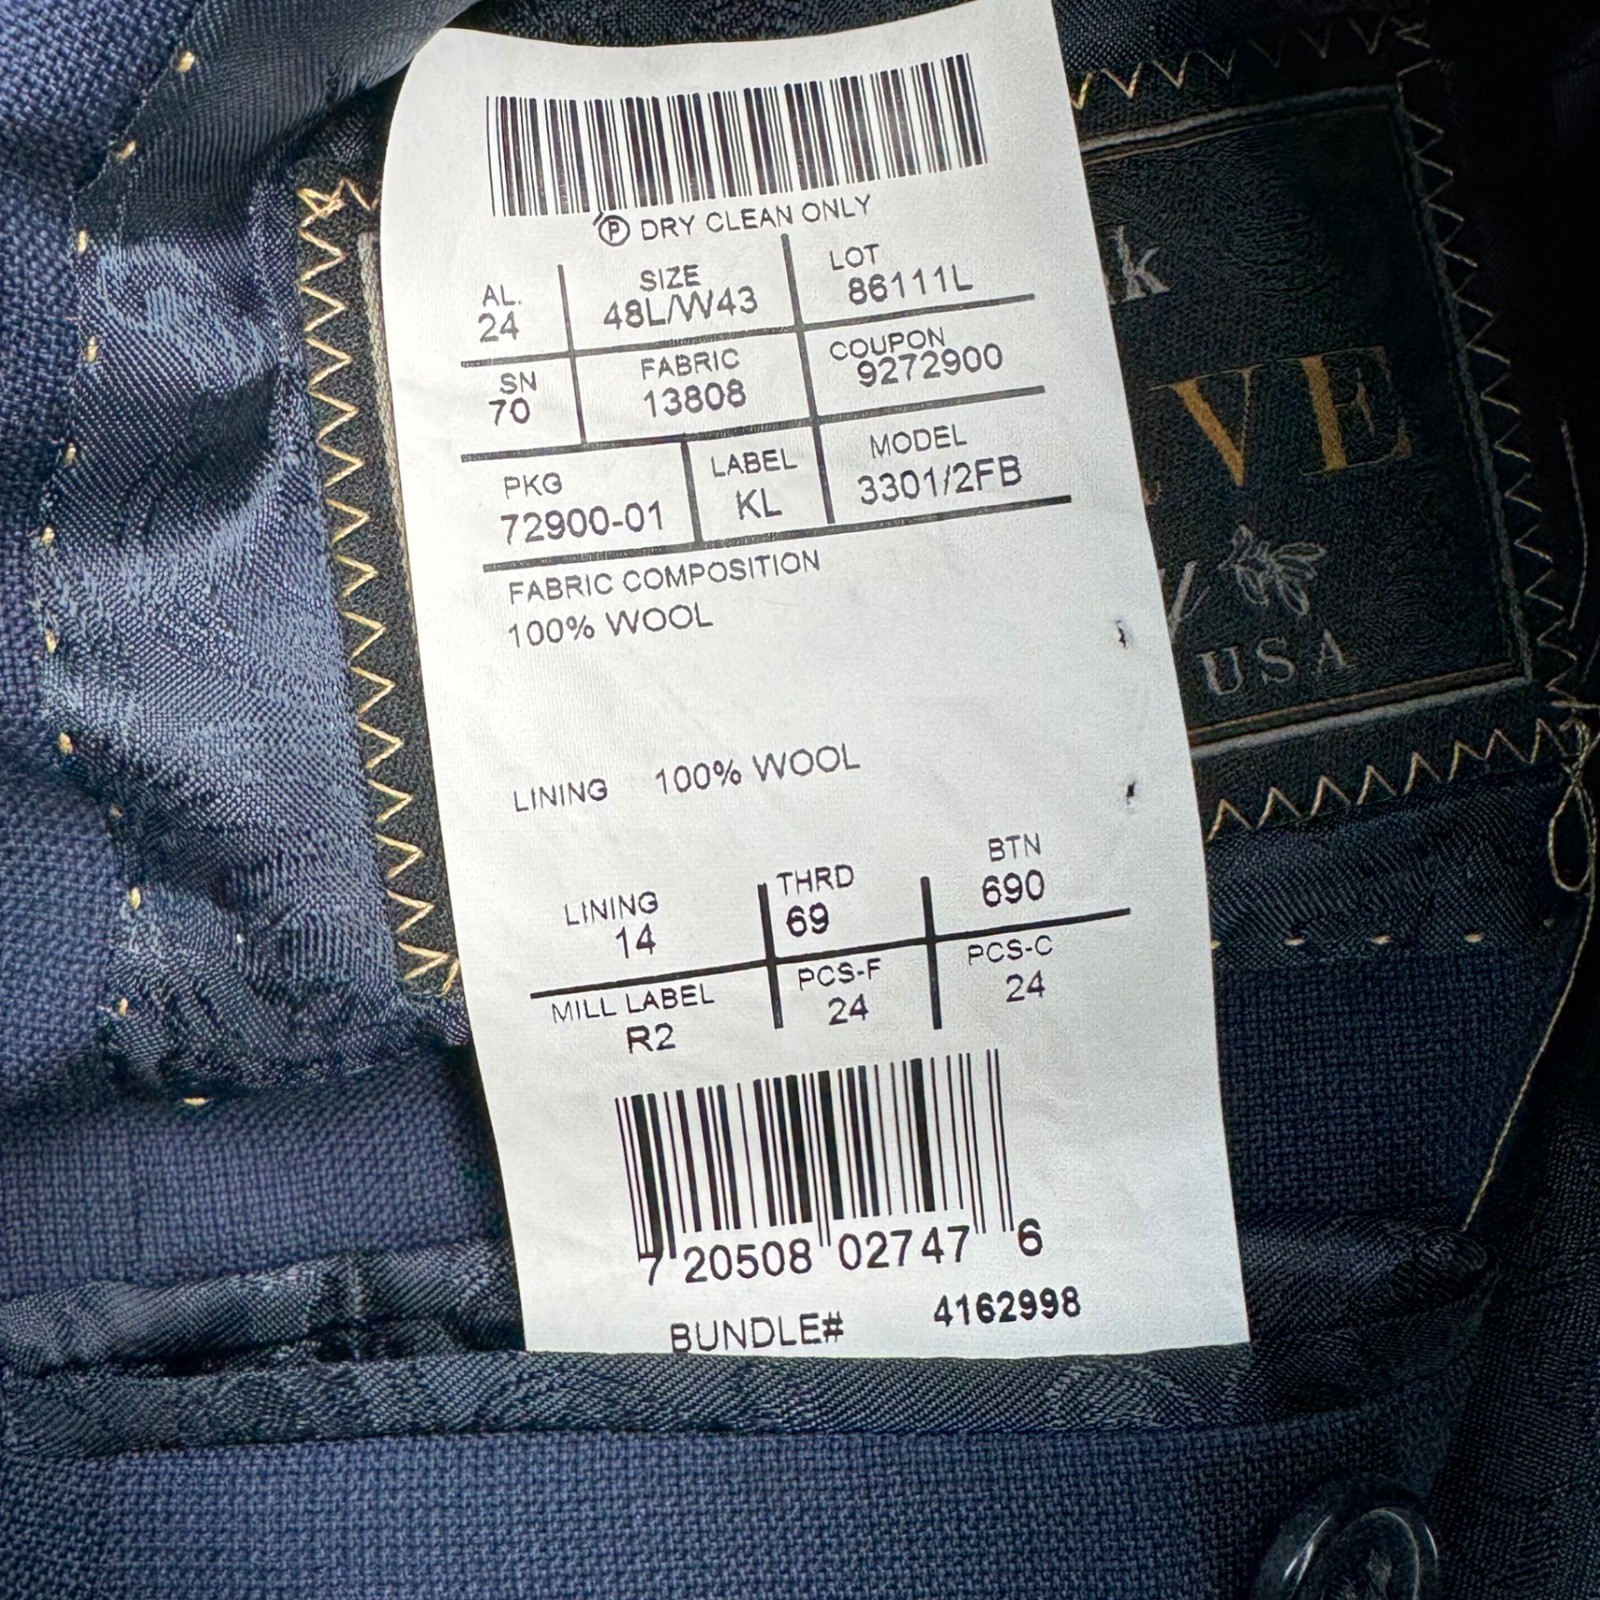 Ⓟ DRY CLEAN ONLY
AL. SIZE LOT
24 48L/W43 86111L
SN FABRIC COUPON
70 13808 9272900
PKG LABEL MODEL
72900-01 KL 3301/2FB
FABRIC COMPOSITION
100% WOOL
LINING 100% WOOL
LINING THRD BTN
14 69 690
MILL LABEL PCS-F PCS-C
R2 24 24
7 20508 02747 6
BUNDLE# 4162998
k
VE
USA